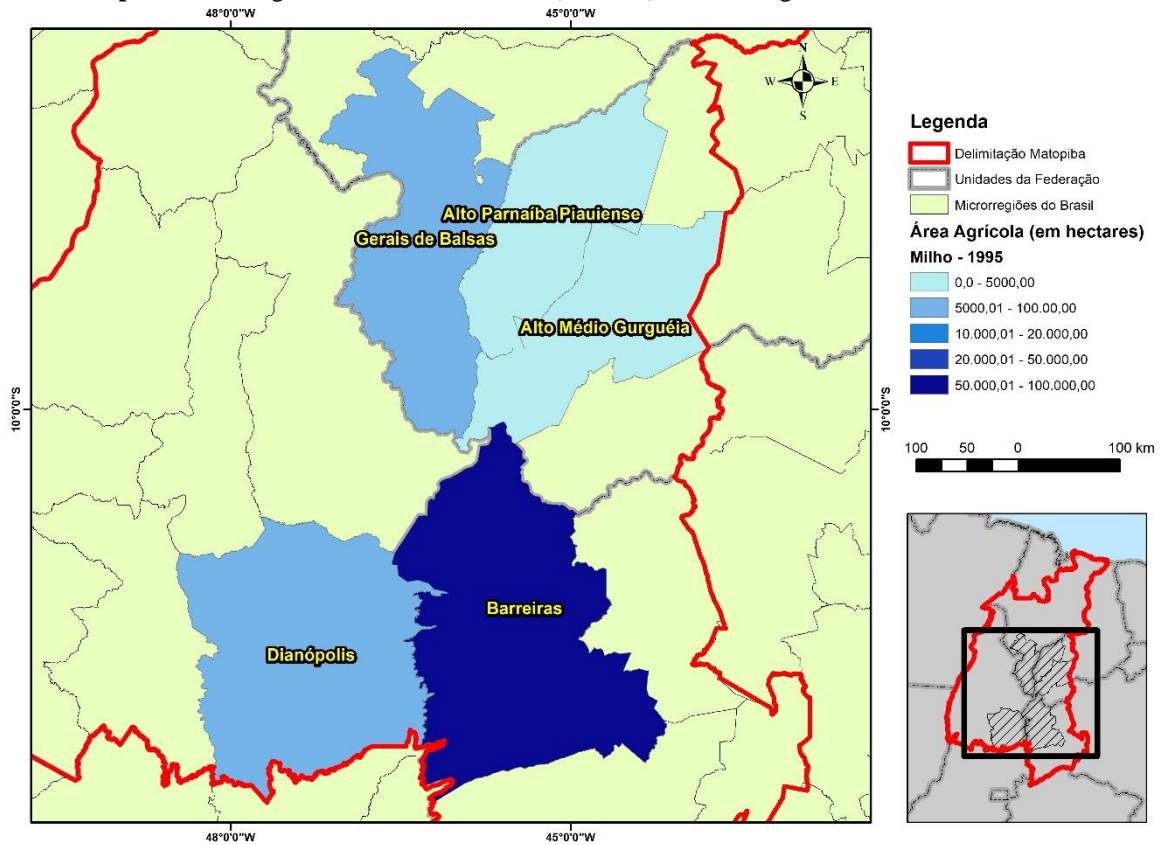 48°0'0"W
45°0'0"W
N
W
E
S
Alto Parnaíba Piauiense
Gerais de Balsas
Alto Médio Gurguéia
10°0'0"S
10°0'0"S
Barreiras
Dianópolis
48°0'0"W
45°0'0"W
Legenda
Delimitação Matopiba
Unidades da Federação
Microrregiões do Brasil
Área Agrícola (em hectares)
Milho - 1995
0,0 - 5000,00
5000,01 - 100.00,00
10.000,01 - 20.000,00
20.000,01 - 50.000,00
50.000,01 - 100.000,00
100 50 0 100 km